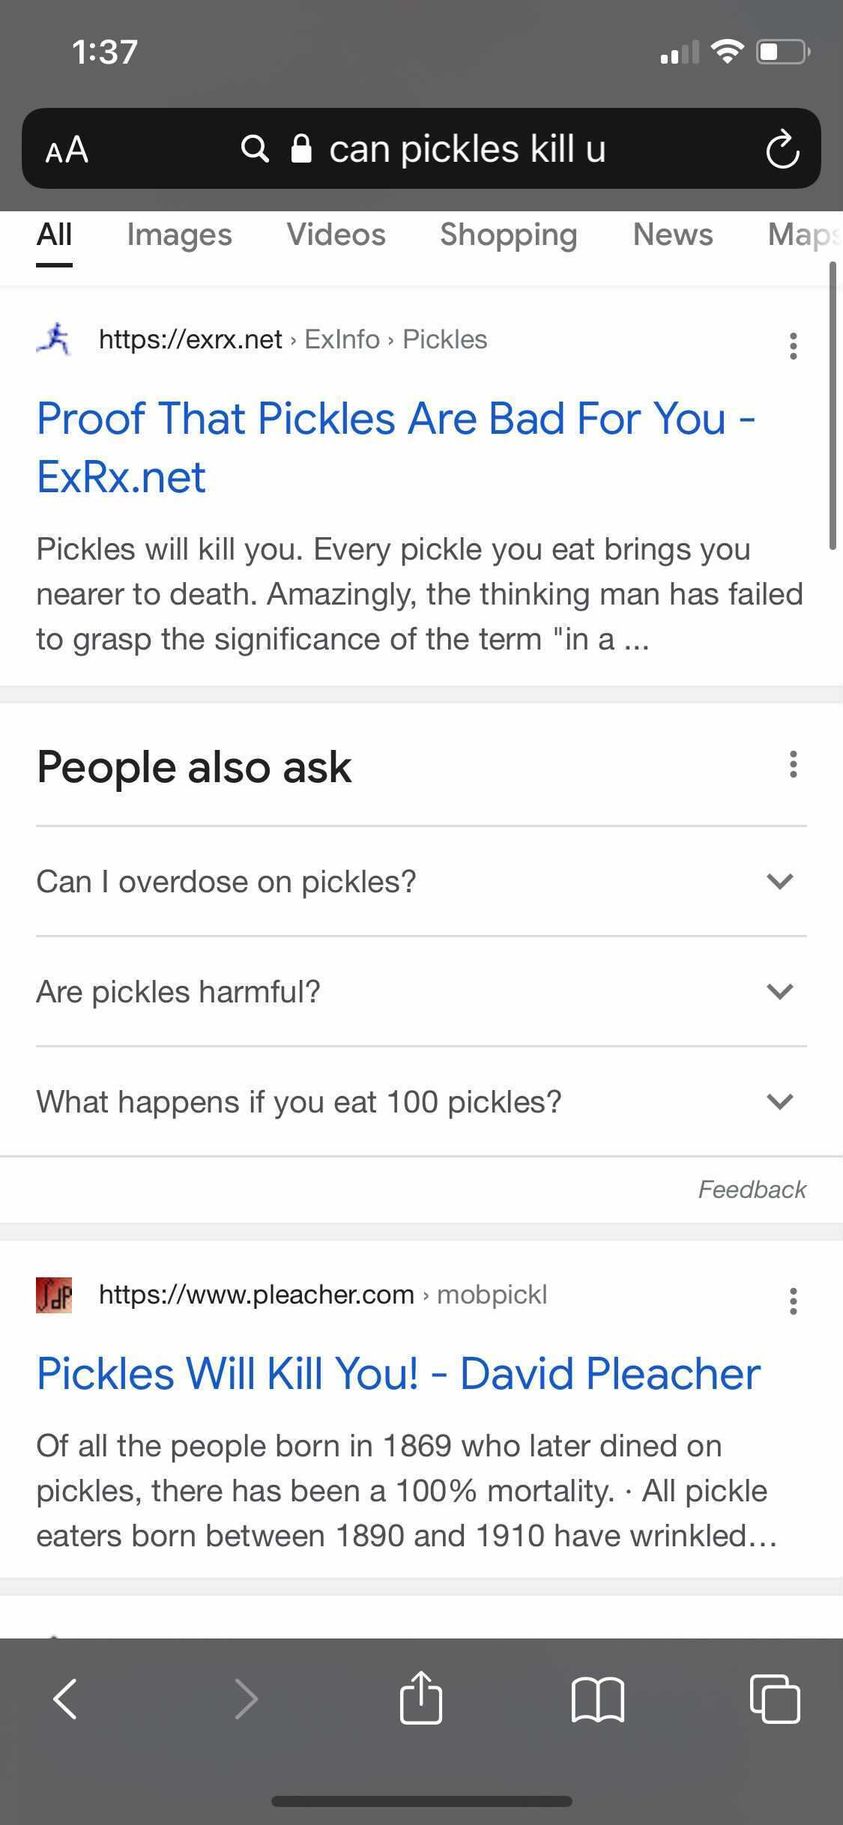 1:37
AA can pickles kill u
All Images Videos Shopping News Maps
https://exrx.net › ExInfo › Pickles
Proof That Pickles Are Bad For You -
ExRx.net
Pickles will kill you. Every pickle you eat brings you
nearer to death. Amazingly, the thinking man has failed
to grasp the significance of the term "in a ...
People also ask
Can I overdose on pickles?
Are pickles harmful?
What happens if you eat 100 pickles?
Feedback
https://www.pleacher.com › mobpickl
Pickles Will Kill You! - David Pleacher
Of all the people born in 1869 who later dined on
pickles, there has been a 100% mortality. · All pickle
eaters born between 1890 and 1910 have wrinkled...